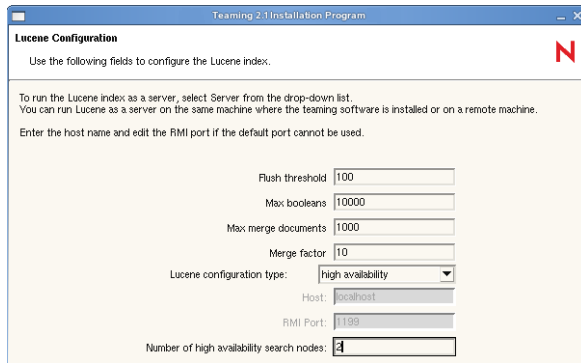 Teaming 2.1 Installation Program
Lucene Configuration
Use the following fields to configure the Lucene index.
N
To run the Lucene index as a server, select Server from the drop-down list.
You can run Lucene as a server on the same machine where the teaming software is installed or on a remote machine.
Enter the host name and edit the RMI port if the default port cannot be used.
Flush threshold 100
Max booleans 10000
Max merge documents 1000
Merge factor 10
Lucene configuration type: high availability
Host: localhost
RMI Port: 1199
Number of high availability search nodes: 2